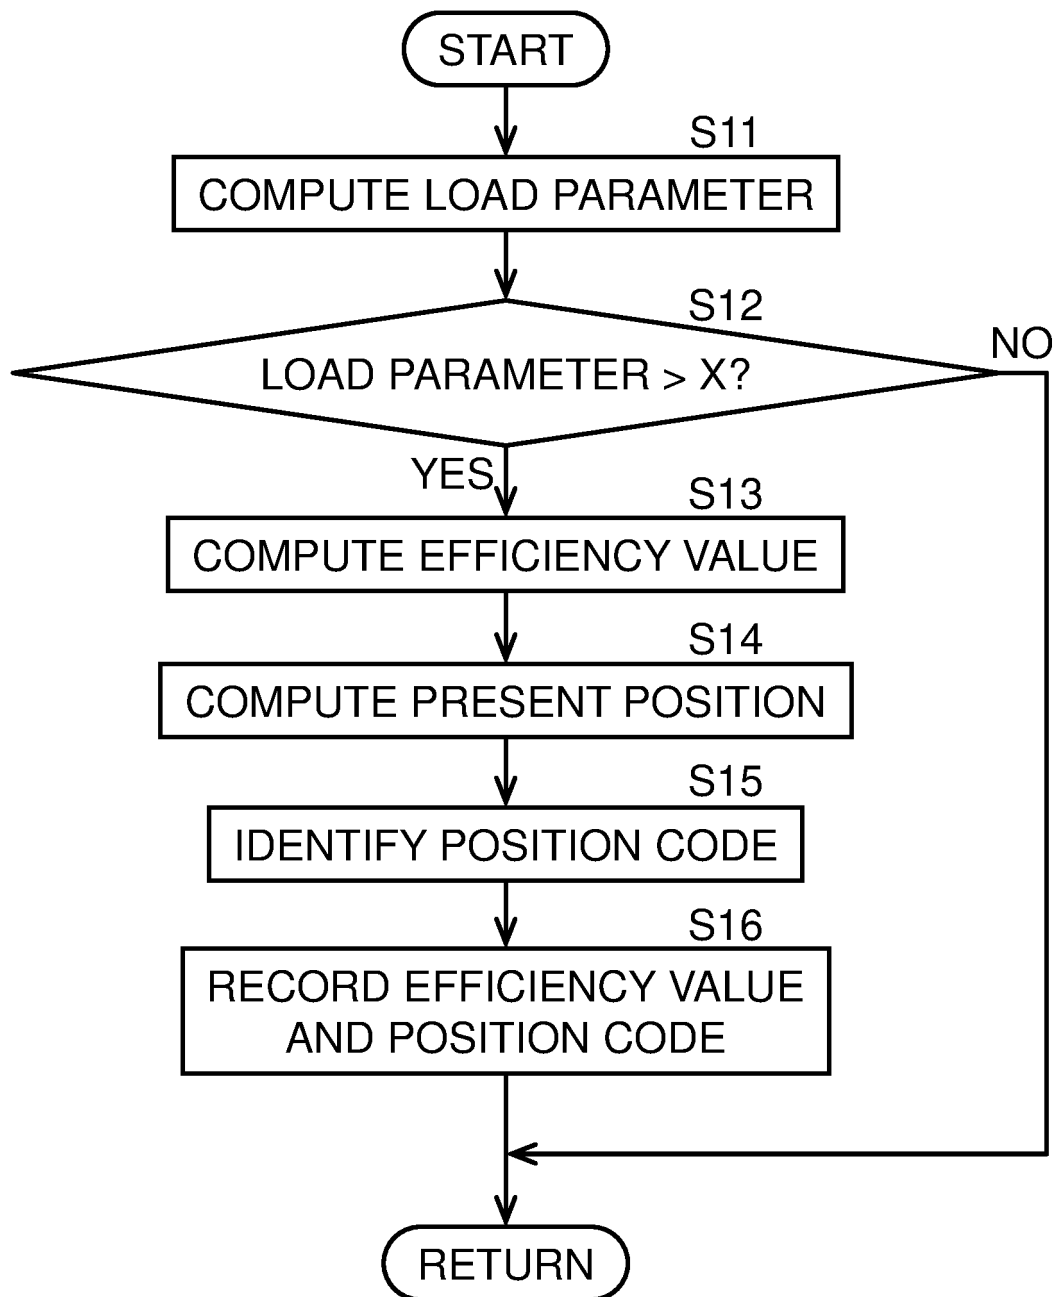 START
S11
COMPUTE LOAD PARAMETER
S12
LOAD PARAMETER > X?
NO
YES
S13
COMPUTE EFFICIENCY VALUE
S14
COMPUTE PRESENT POSITION
S15
IDENTIFY POSITION CODE
S16
RECORD EFFICIENCY VALUE
AND POSITION CODE
RETURN